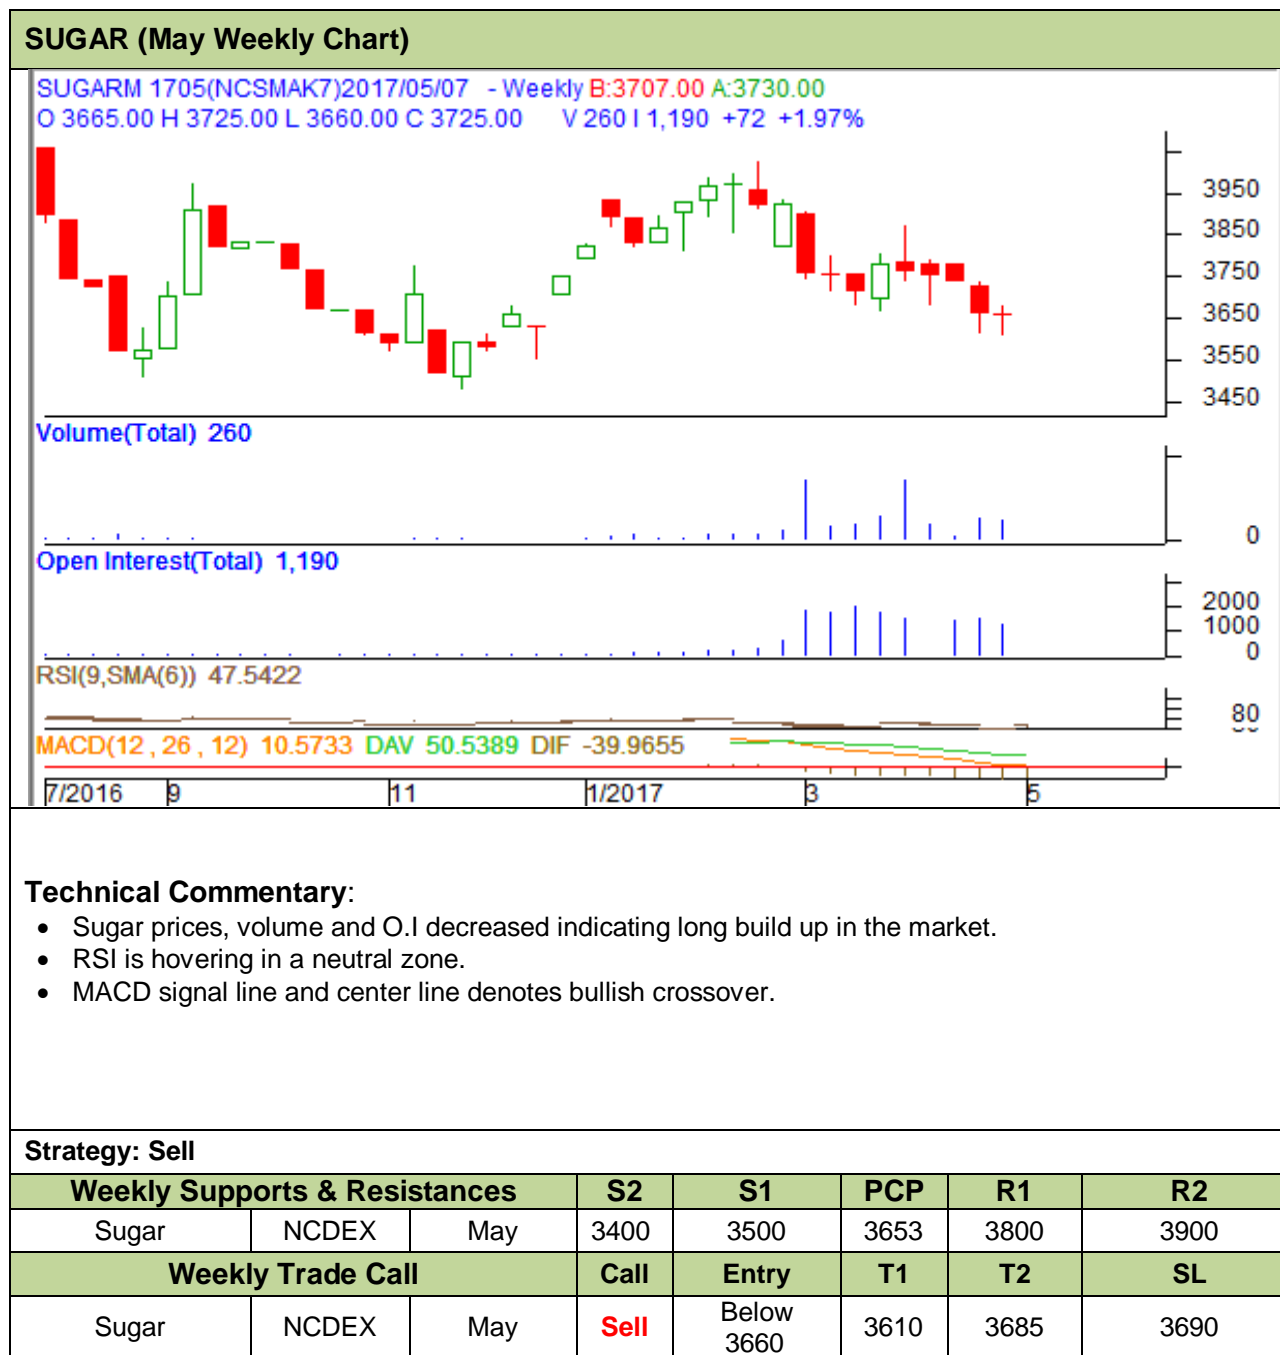 SUGAR (May Weekly Chart)
SUGARM 1705(NCSMAK7)2017/05/07 - Weekly B:3707.00 A:3730.00
O 3665.00 H 3725.00 L 3660.00 C 3725.00 V 260 I 1,190 +72 +1.97%
3950
3850
3750
3650
3550
3450
Volume(Total) 260
0
Open Interest(Total) 1,190
2000
1000
0
RSI(9,SMA(6)) 47.5422
80
MACD(12 , 26 , 12) 10.5733 DAV 50.5389 DIF -39.9655
7/2016 9 11 1/2017 3 5
Technical Commentary:
• Sugar prices, volume and O.I decreased indicating long build up in the market.
• RSI is hovering in a neutral zone.
• MACD signal line and center line denotes bullish crossover.
Strategy: Sell
Weekly Supports & Resistances S2 S1 PCP R1 R2
Sugar NCDEX May 3400 3500 3653 3800 3900
Weekly Trade Call Call Entry T1 T2 SL
Sugar NCDEX May Sell Below 3660 3610 3685 3690